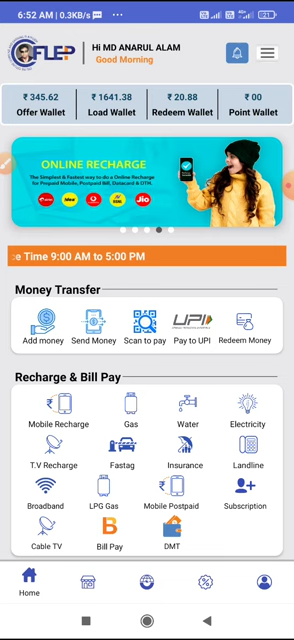 6:52 AM | 0.3KB/s
21
FLEP
Hi MD ANARUL ALAM
Good Morning
₹ 345.62
₹ 1641.38
₹ 20.88
₹ 00
Offer Wallet
Load Wallet
Redeem Wallet
Point Wallet
ONLINE RECHARGE
The Simplest & Fastest way to do a Online Recharge
for Prepaid Mobile, Postpaid Bill, Datacard & DTH.
airtel
idea
Jio
ce Time 9:00 AM to 5:00 PM
Money Transfer
UPI
Add money
Send Money
Scan to pay
Pay to UPI
Redeem Money
Recharge & Bill Pay
Mobile Recharge
Gas
Water
Electricity
T.V Recharge
Fastag
Insurance
Landline
Broadband
LPG Gas
Mobile Postpaid
Subscription
B
Cable TV
Bill Pay
DMT
Home